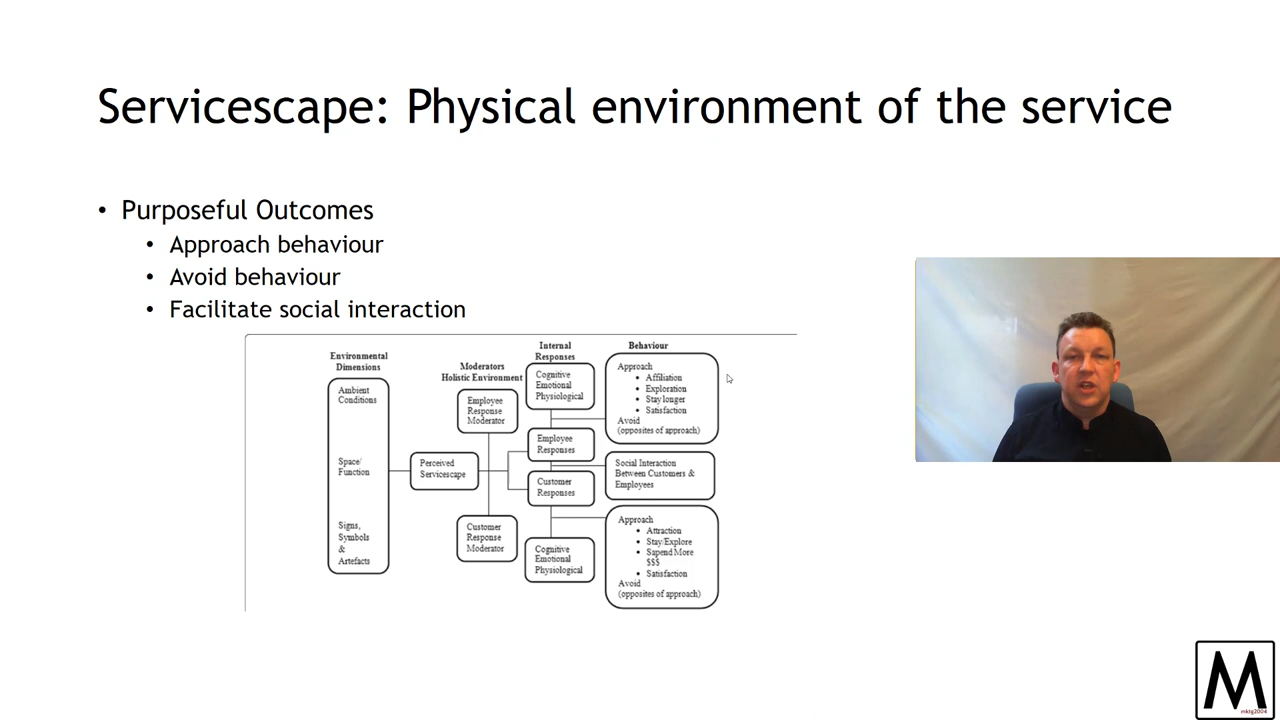 Servicescape: Physical environment of the service
• Purposeful Outcomes
• Approach behaviour
• Avoid behaviour
• Facilitate social interaction
Environmental
Dimensions
Ambient
Conditions
Space/
Function
Signs,
Symbols
&
Artefacts
Perceived
Servicescape
Moderators
Holistic Environment
Employee
Response
Moderator
Customer
Response
Moderator
Internal
Responses
Cognitive
Emotional
Physiological
Employee
Responses
Customer
Responses
Cognitive
Emotional
Physiological
Behaviour
Approach
• Affiliation
• Exploration
• Stay longer
• Satisfaction
Avoid
(opposites of approach)
Social Interaction
Between Customers &
Employees
Approach
• Attraction
• Stay/Explore
• Sapend More
$$$
• Satisfaction
Avoid
(opposites of approach)
M
mktg2004